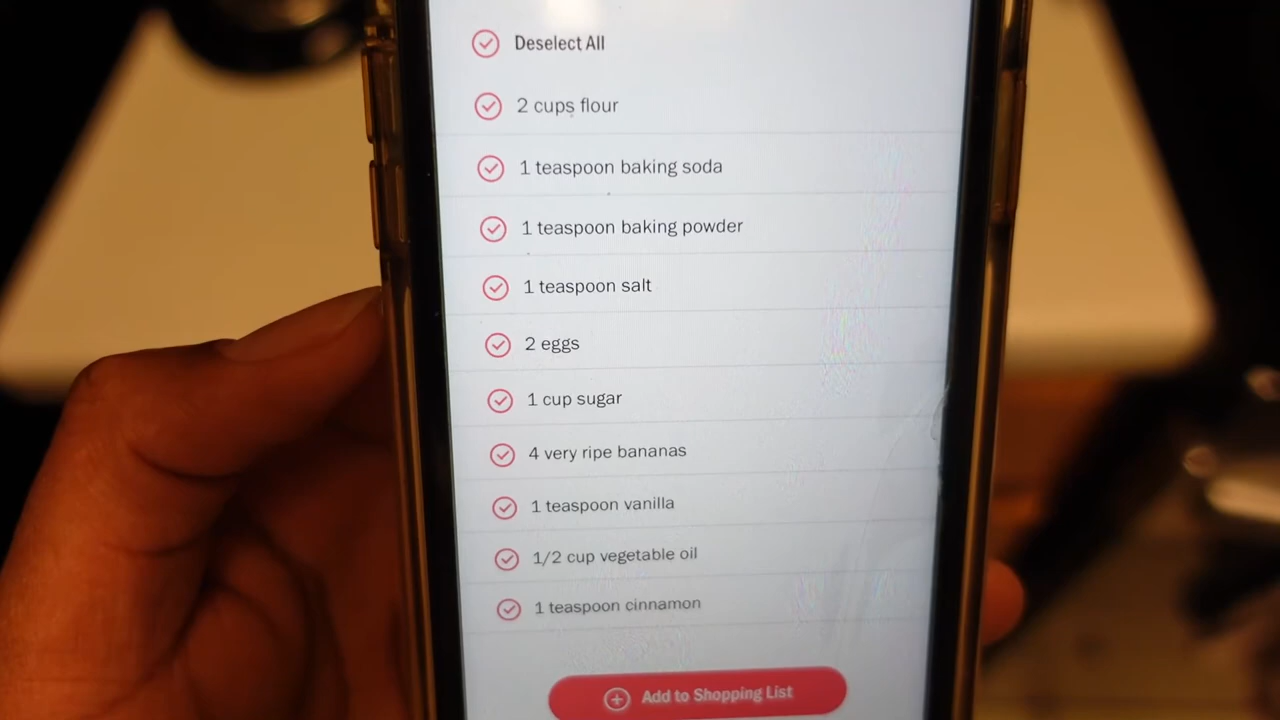 Deselect All
2 cups flour
1 teaspoon baking soda
1 teaspoon baking powder
1 teaspoon salt
2 eggs
1 cup sugar
4 very ripe bananas
1 teaspoon vanilla
1/2 cup vegetable oil
1 teaspoon cinnamon
Add to Shopping List